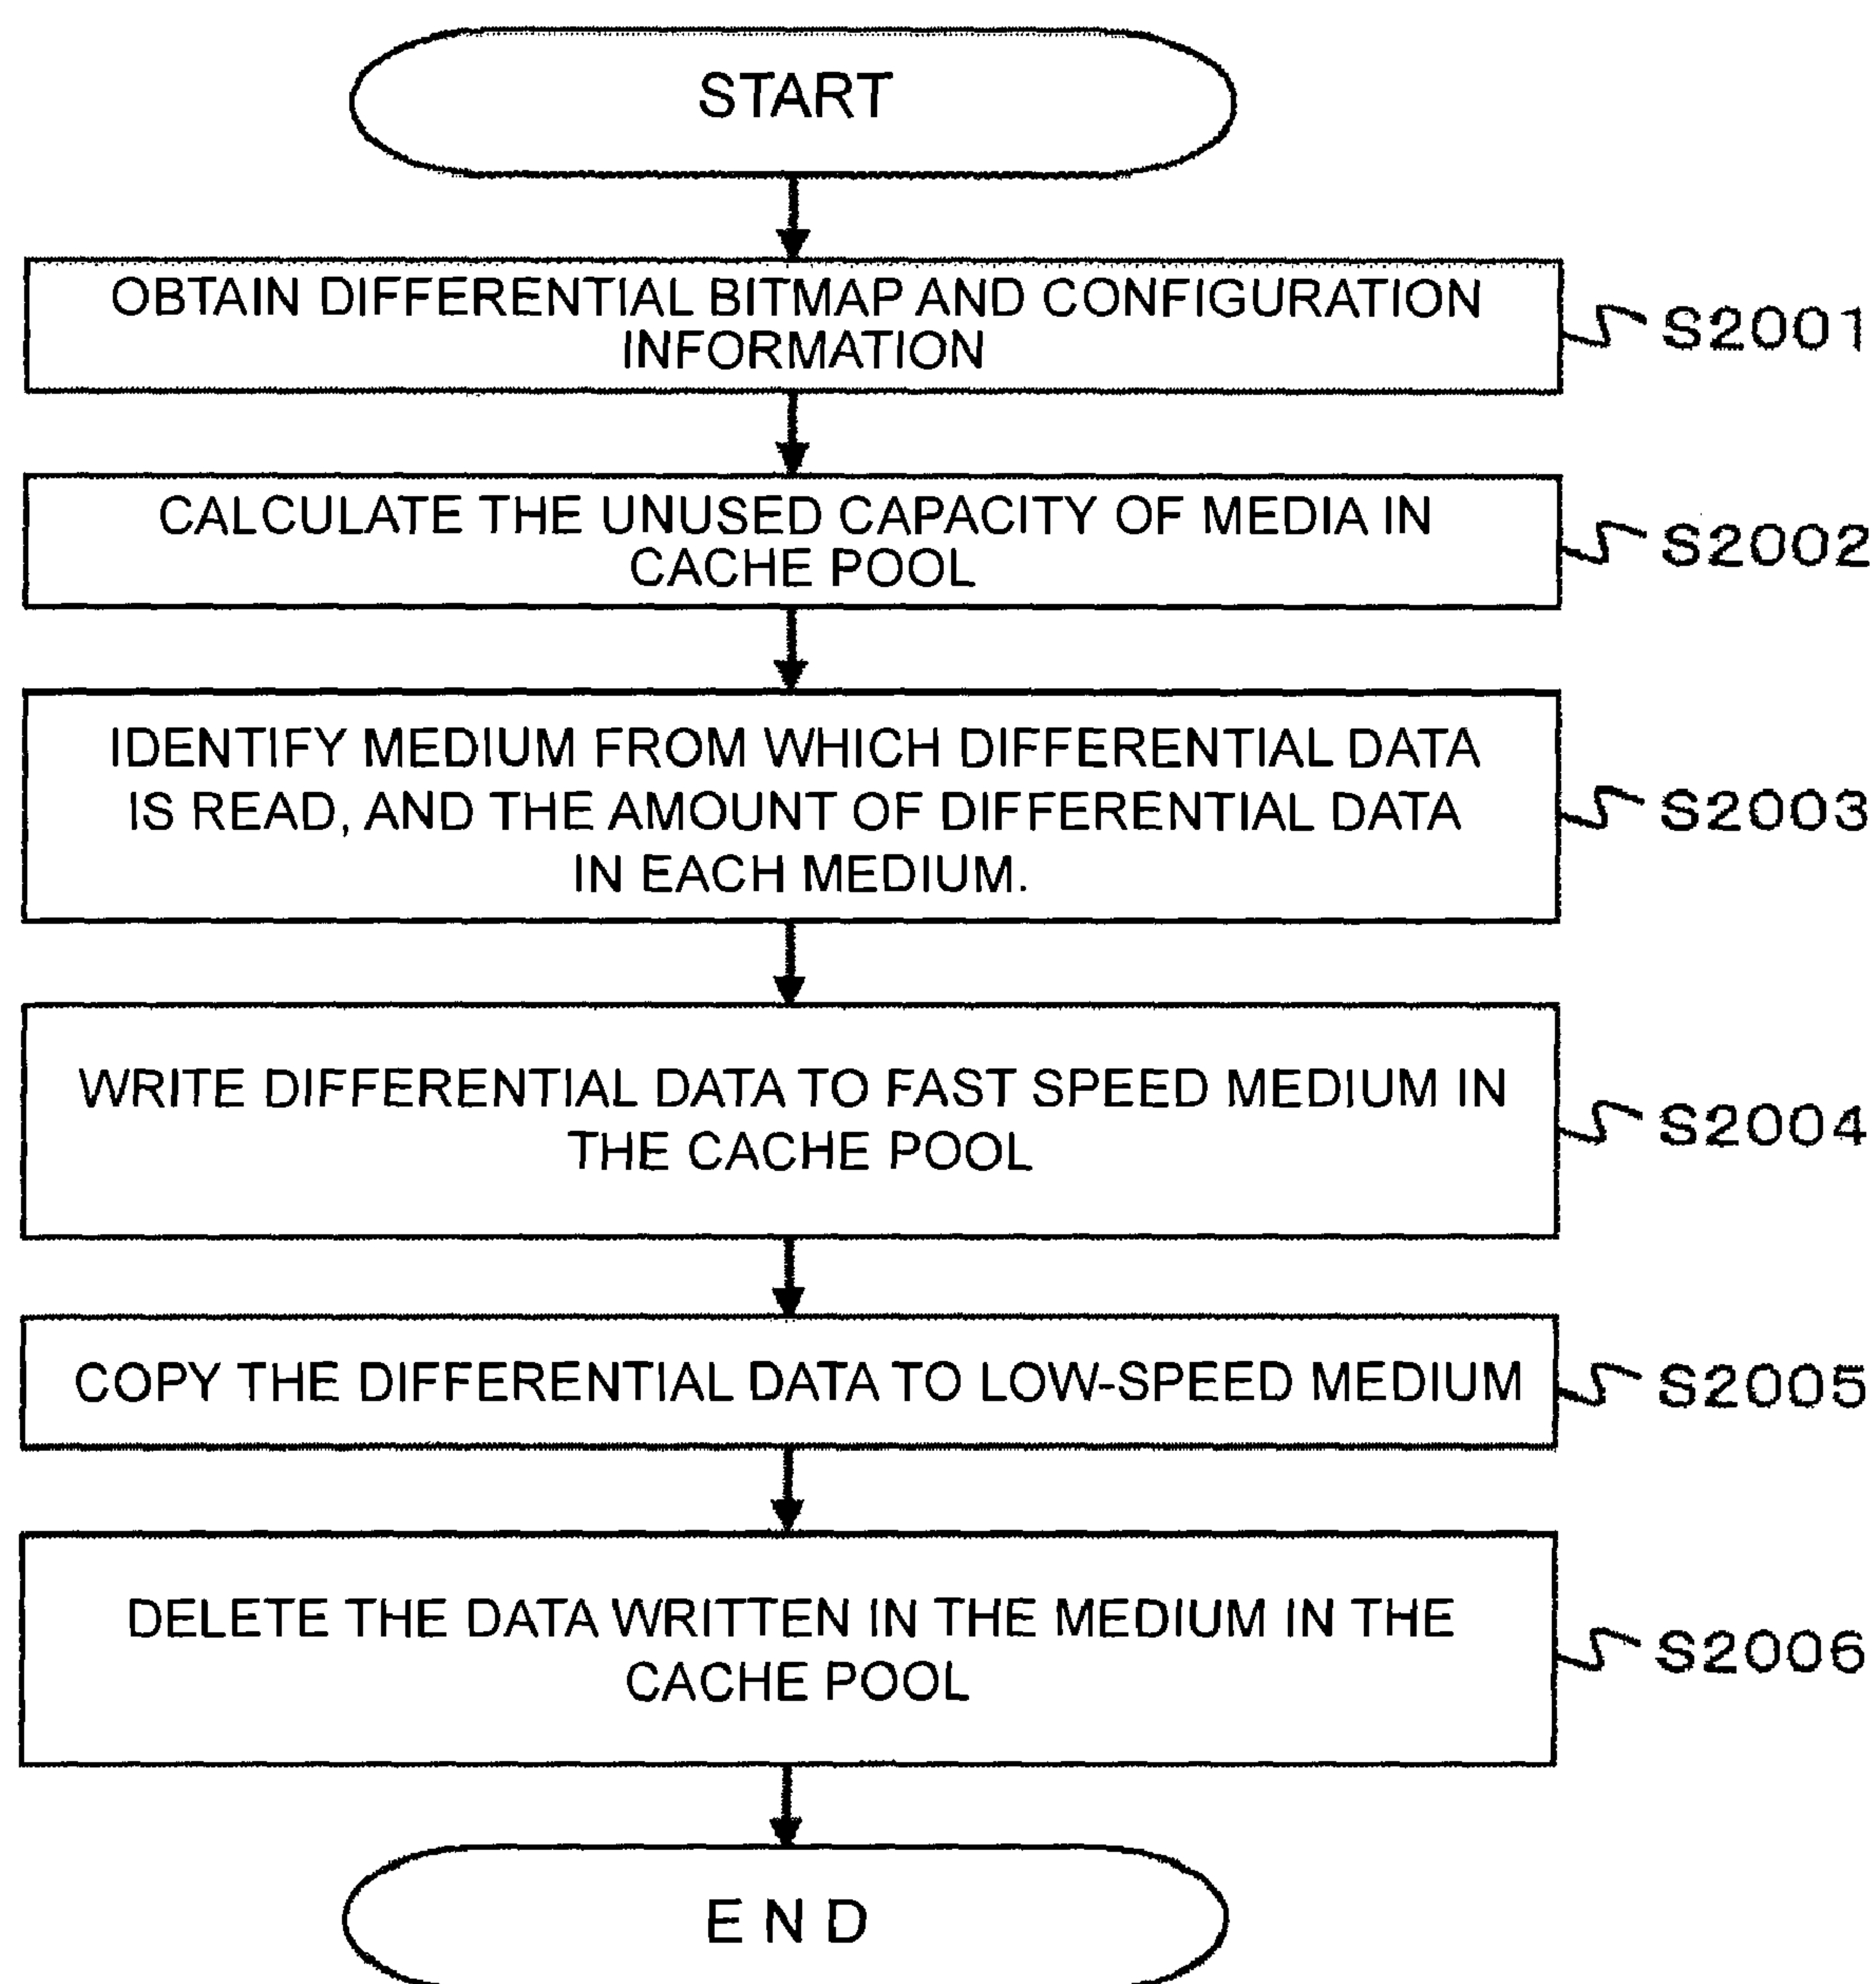 START
OBTAIN DIFFERENTIAL BITMAP AND CONFIGURATION
INFORMATION
S2001
CALCULATE THE UNUSED CAPACITY OF MEDIA IN
CACHE POOL
S2002
IDENTIFY MEDIUM FROM WHICH DIFFERENTIAL DATA
IS READ, AND THE AMOUNT OF DIFFERENTIAL DATA
IN EACH MEDIUM.
S2003
WRITE DIFFERENTIAL DATA TO FAST SPEED MEDIUM IN
THE CACHE POOL
S2004
COPY THE DIFFERENTIAL DATA TO LOW-SPEED MEDIUM
S2005
DELETE THE DATA WRITTEN IN THE MEDIUM IN THE
CACHE POOL
S2006
END